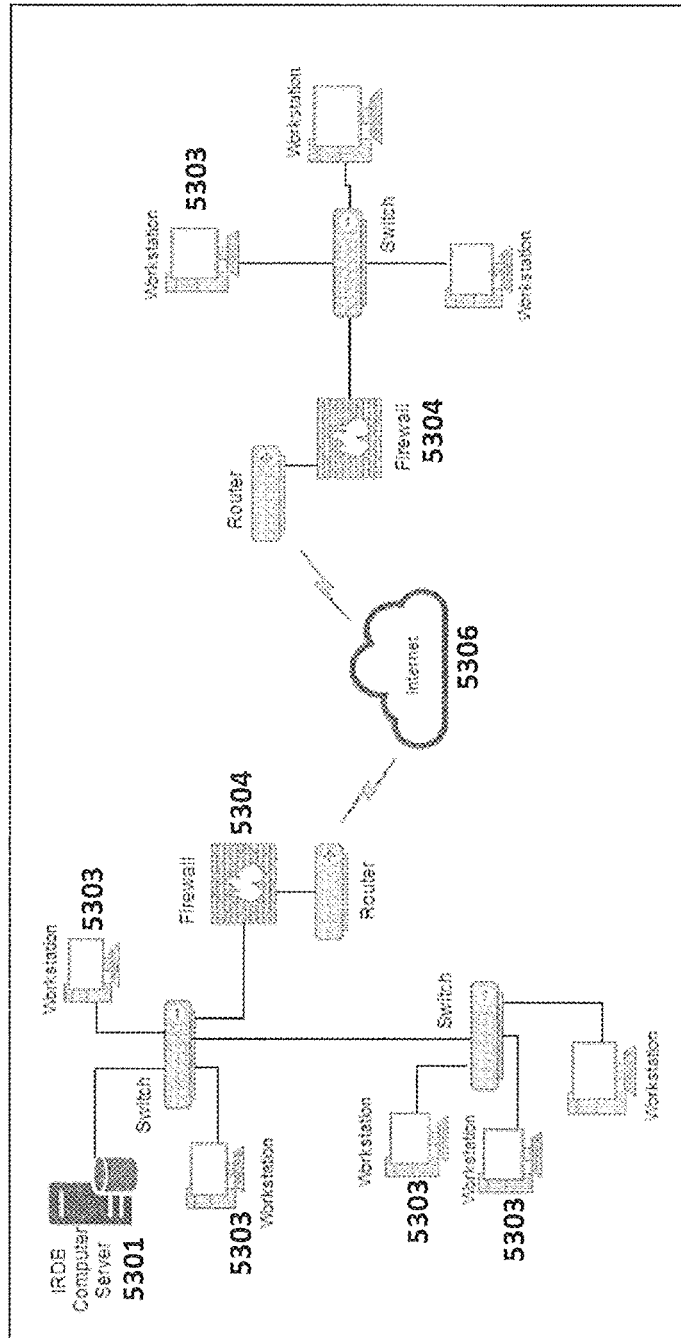 IRDB
Computer
Server
5301
Switch
Workstation
5303
Workstation
5303
Firewall
5304
Router
Switch
Workstation
5303
Workstation
5303
Workstation
Internet
5306
Router
Firewall
5304
Workstation
5303
Switch
Workstation
Workstation